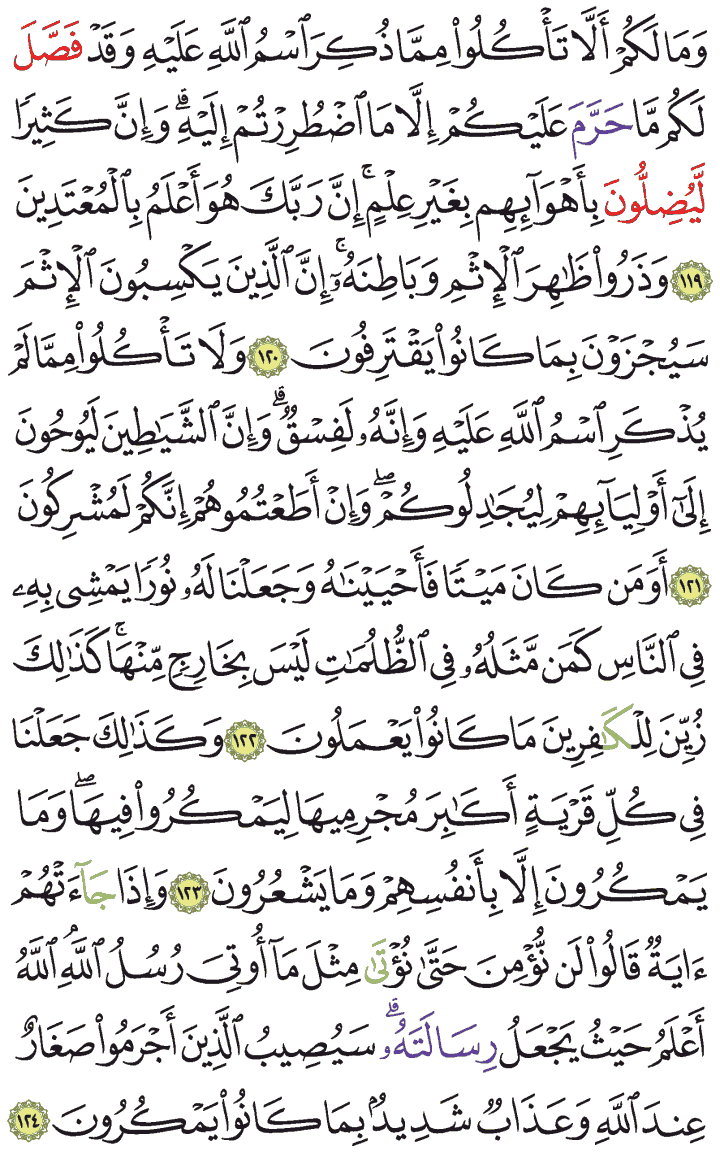 وَمَا لَكُمْ أَلَّا تَأْكُلُوا۟ مِمَّا ذُكِرَ ٱسْمُ ٱللَّهِ عَلَيْهِ وَقَدْ فَصَّلَ
لَكُم مَّا حَرَّمَ عَلَيْكُمْ إِلَّا مَا ٱضْطُرِرْتُمْ إِلَيْهِ ۗ وَإِنَّ كَثِيرًا
لَّيُضِلُّونَ بِأَهْوَآئِهِم بِغَيْرِ عِلْمٍ ۚ إِنَّ رَبَّكَ هُوَ أَعْلَمُ بِٱلْمُعْتَدِينَ
١١٩ وَذَرُوا۟ ظَٰهِرَ ٱلْإِثْمِ وَبَاطِنَهُۥٓ ۚ إِنَّ ٱلَّذِينَ يَكْسِبُونَ ٱلْإِثْمَ
سَيُجْزَوْنَ بِمَا كَانُوا۟ يَقْتَرِفُونَ ١٢٠ وَلَا تَأْكُلُوا۟ مِمَّا لَمْ
يُذْكَرِ ٱسْمُ ٱللَّهِ عَلَيْهِ وَإِنَّهُۥ لَفِسْقٌ ۗ وَإِنَّ ٱلشَّيَٰطِينَ لَيُوحُونَ
إِلَىٰٓ أَوْلِيَآئِهِمْ لِيُجَٰدِلُوكُمْ ۖ وَإِنْ أَطَعْتُمُوهُمْ إِنَّكُمْ لَمُشْرِكُونَ
١٢١ أَوَمَن كَانَ مَيْتًا فَأَحْيَيْنَٰهُ وَجَعَلْنَا لَهُۥ نُورًا يَمْشِى بِهِۦ
فِى ٱلنَّاسِ كَمَن مَّثَلُهُۥ فِى ٱلظُّلُمَٰتِ لَيْسَ بِخَارِجٍ مِّنْهَا ۚ كَذَٰلِكَ
زُيِّنَ لِلْكَٰفِرِينَ مَا كَانُوا۟ يَعْمَلُونَ ١٢٢ وَكَذَٰلِكَ جَعَلْنَا
فِى كُلِّ قَرْيَةٍ أَكَٰبِرَ مُجْرِمِيهَا لِيَمْكُرُوا۟ فِيهَا ۖ وَمَا
يَمْكُرُونَ إِلَّا بِأَنفُسِهِمْ وَمَا يَشْعُرُونَ ١٢٣ وَإِذَا جَآءَتْهُمْ
ءَايَةٌ قَالُوا۟ لَن نُّؤْمِنَ حَتَّىٰ نُؤْتَىٰ مِثْلَ مَآ أُوتِىَ رُسُلُ ٱللَّهِ ۘ ٱللَّهُ
أَعْلَمُ حَيْثُ يَجْعَلُ رِسَالَتَهُۥ ۗ سَيُصِيبُ ٱلَّذِينَ أَجْرَمُوا۟ صَغَارٌ
عِندَ ٱللَّهِ وَعَذَابٌ شَدِيدٌۢ بِمَا كَانُوا۟ يَمْكُرُونَ ١٢٤